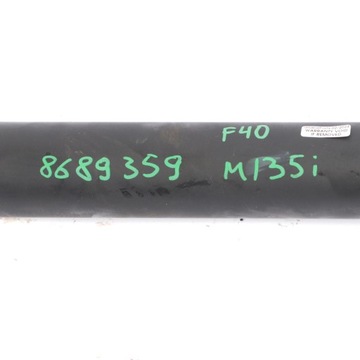 F40
WARRANTY VOID
IF REMOVED
8689359 M135i